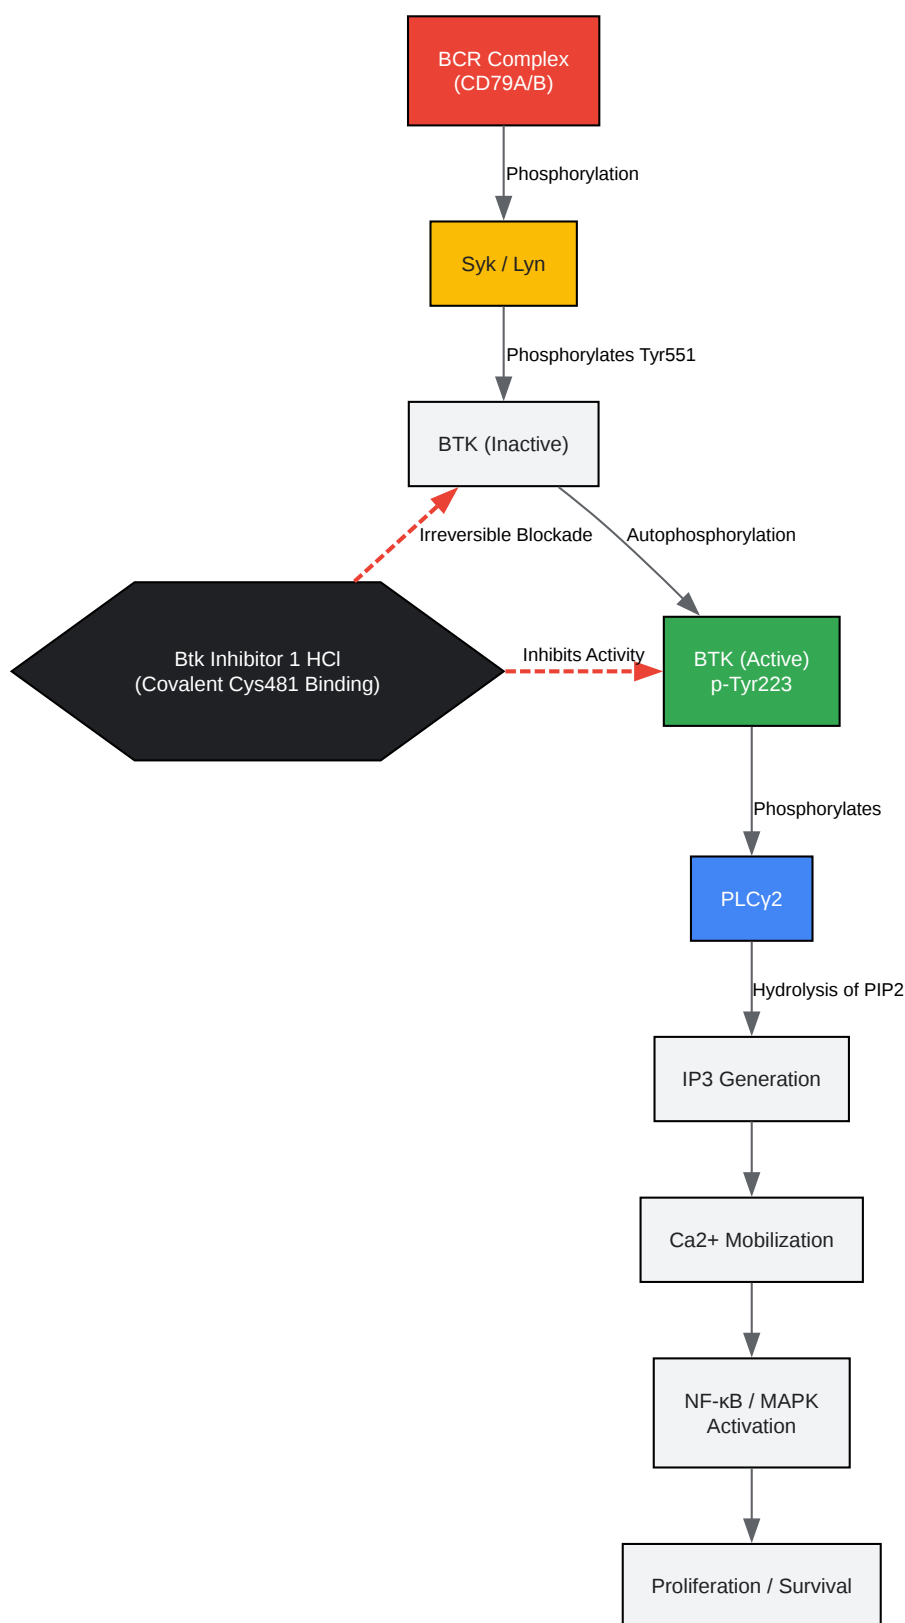 BCR Complex
(CD79A/B)
Phosphorylation
Syk / Lyn
Phosphorylates Tyr551
BTK (Inactive)
Irreversible Blockade
Autophosphorylation
Btk Inhibitor 1 HCl
(Covalent Cys481 Binding)
Inhibits Activity
BTK (Active)
p-Tyr223
Phosphorylates
PLCγ2
Hydrolysis of PIP2
IP3 Generation
Ca2+ Mobilization
NF-κB / MAPK
Activation
Proliferation / Survival